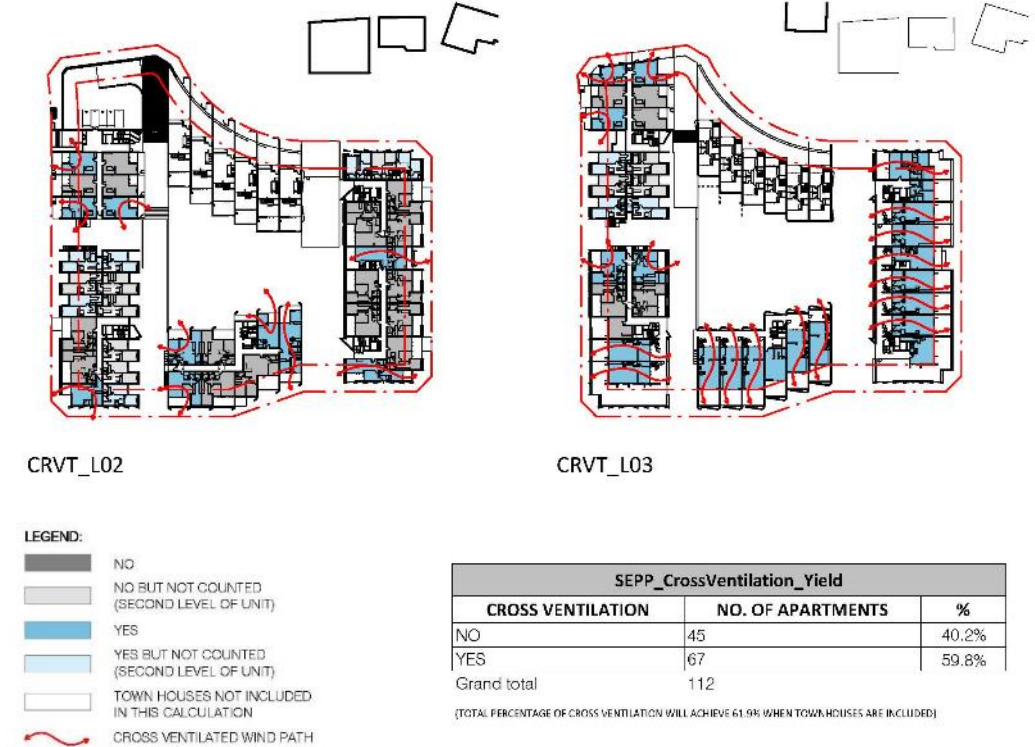 CRVT_L02
CRVT_L03
LEGEND:
NO
NO BUT NOT COUNTED
(SECOND LEVEL OF UNIT)
YES
YES BUT NOT COUNTED
(SECOND LEVEL OF UNIT)
TOWN HOUSES NOT INCLUDED
IN THIS CALCULATION
CROSS VENTILATED WIND PATH
SEPP_CrossVentilation_Yield
CROSS VENTILATION NO. OF APARTMENTS %
NO 45 40.2%
YES 67 59.8%
Grand total 112
(TOTAL PERCENTAGE OF CROSS VENTILATION WILL ACHIEVE 61.9% WHEN TOWNHOUSES ARE INCLUDED)